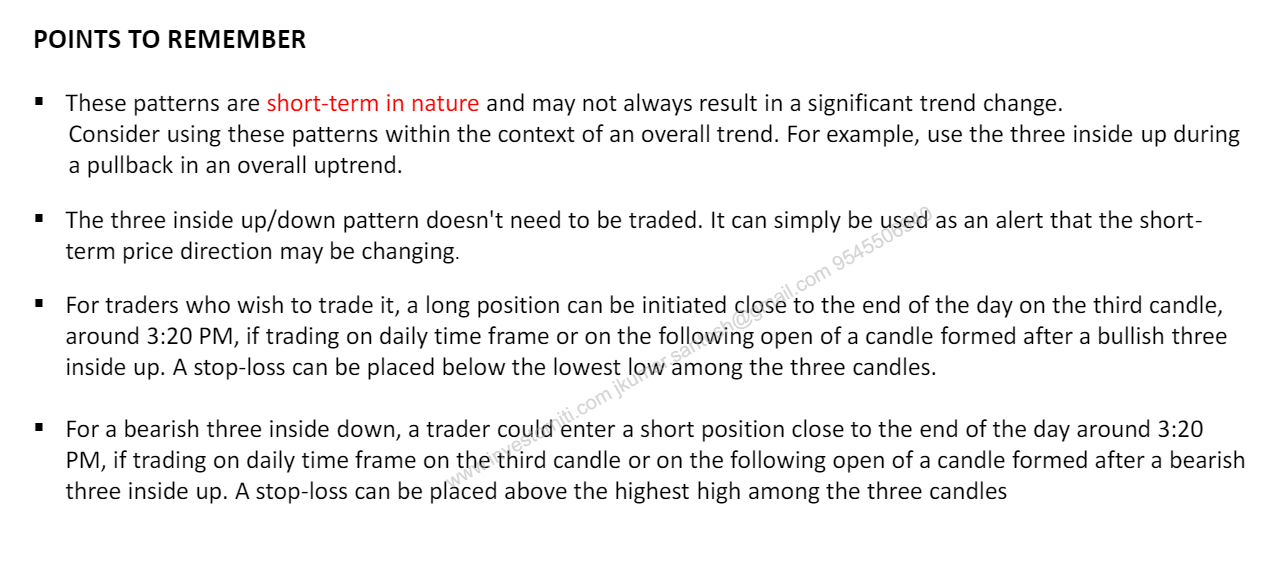 POINTS TO REMEMBER
▪ These patterns are short-term in nature and may not always result in a significant trend change.
Consider using these patterns within the context of an overall trend. For example, use the three inside up during
a pullback in an overall uptrend.
▪ The three inside up/down pattern doesn't need to be traded. It can simply be used as an alert that the short-
term price direction may be changing.
▪ For traders who wish to trade it, a long position can be initiated close to the end of the day on the third candle,
around 3:20 PM, if trading on daily time frame or on the following open of a candle formed after a bullish three
inside up. A stop-loss can be placed below the lowest low among the three candles.
▪ For a bearish three inside down, a trader could enter a short position close to the end of the day around 3:20
PM, if trading on daily time frame on the third candle or on the following open of a candle formed after a bearish
three inside up. A stop-loss can be placed above the highest high among the three candles